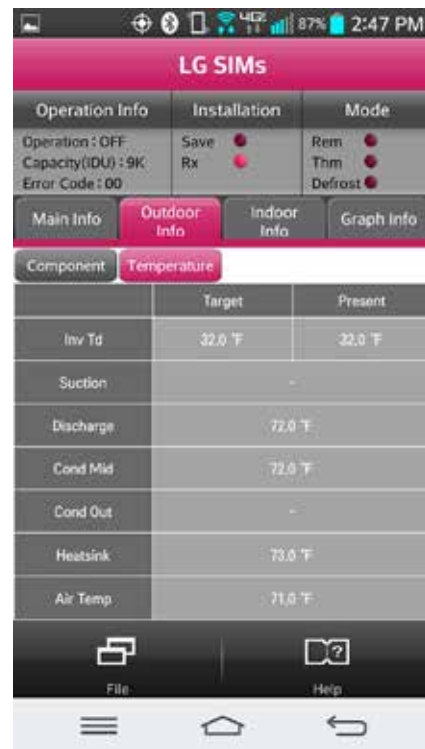 4G 87% 2:47 PM
LG SIMs
Operation Info Installation Mode
Operation : OFF Save Rem
Capacity(IDU) : 9K Rx Thm
Error Code : 00 Defrost
Main Info Outdoor Info Indoor Info Graph Info
Component Temperature
Target Present
Inv Td 32.0 °F 32.0 °F
Suction -
Discharge 72.0 °F
Cond Mid 72.0 °F
Cond Out -
Heatsink 73.0 °F
Air Temp 71.0 °F
File Help